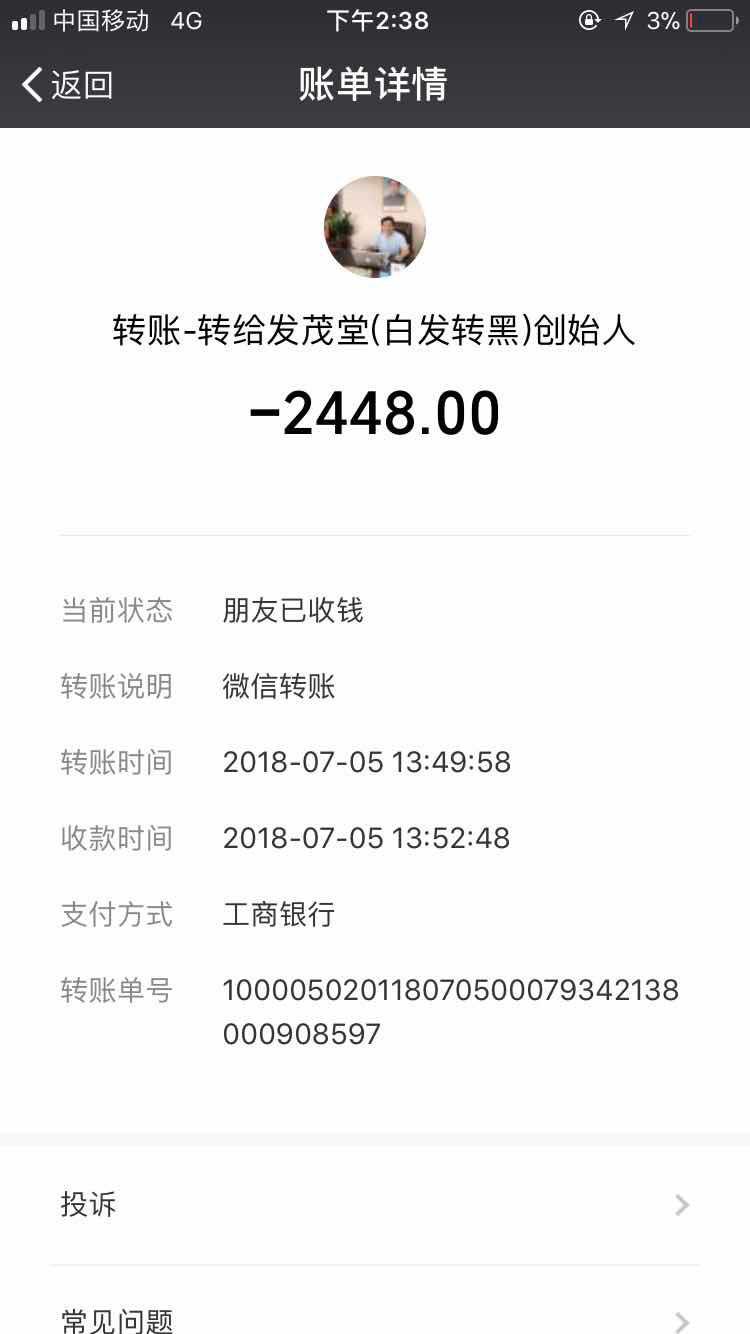 中国移动 4G 下午2:38 3%
返回 账单详情
转账-转给发茂堂(白发转黑)创始人
-2448.00
当前状态 朋友已收钱
转账说明 微信转账
转账时间 2018-07-05 13:49:58
收款时间 2018-07-05 13:52:48
支付方式 工商银行
转账单号 100005020118070500079342138
000908597
投诉
常见问题